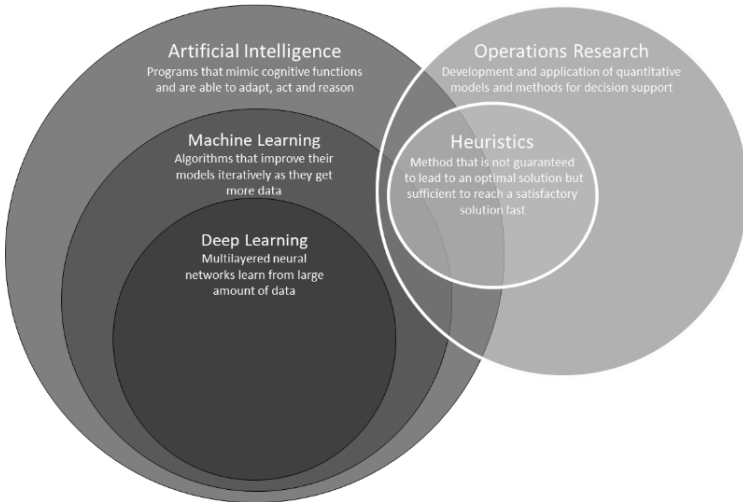 Artificial Intelligence
Programs that mimic cognitive functions
and are able to adapt, act and reason
Machine Learning
Algorithms that improve their
models iteratively as they get
more data
Deep Learning
Multilayered neural
networks learn from large
amount of data
Operations Research
Development and application of quantitative
models and methods for decision support
Heuristics
Method that is not guaranteed
to lead to an optimal solution but
sufficient to reach a satisfactory
solution fast